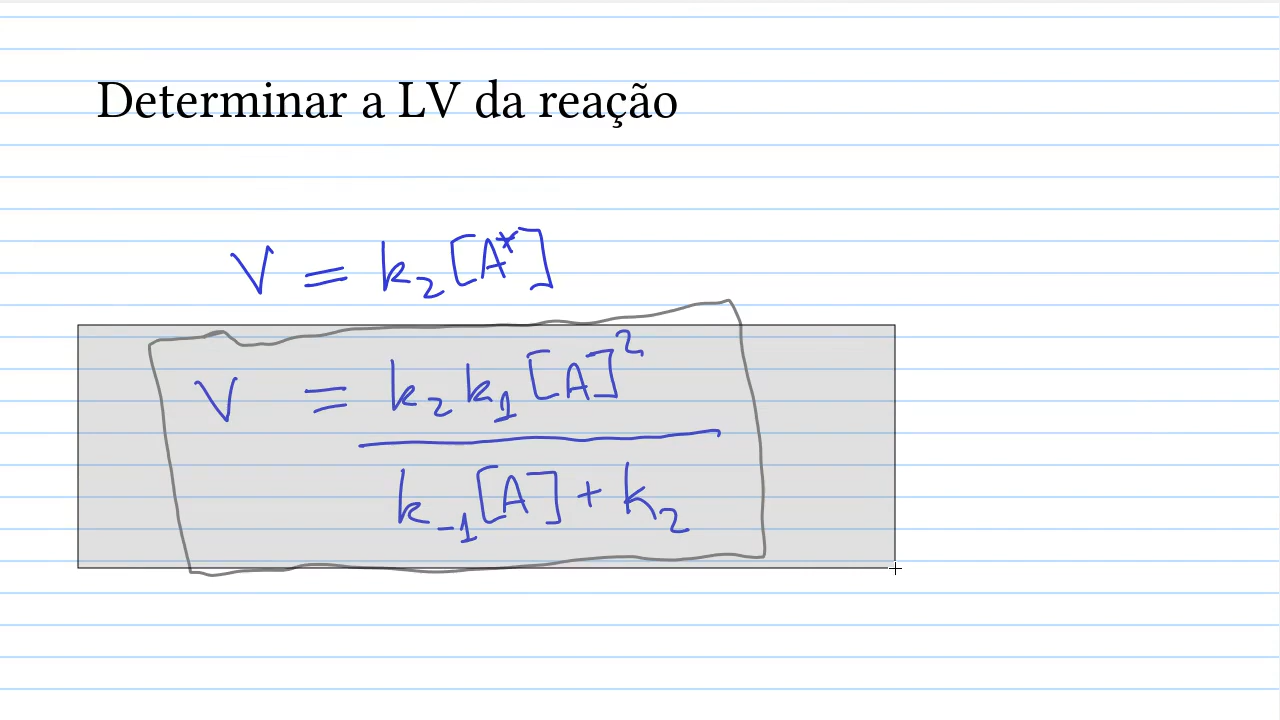 Determinar a LV da reação
V = k₂[A*]
V = k₂k₁[A]²
k₋₁[A] + k₂